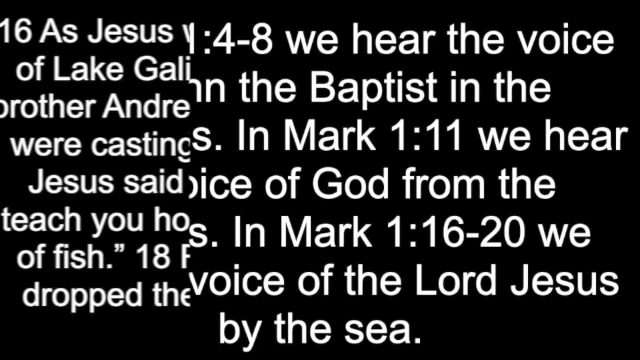 16 As Jesus
of Lake Gali
brother Andre
were casting
Jesus said
teach you ho
of fish.” 18
dropped the
1:4-8 we hear the voice
the Baptist in the
s. In Mark 1:11 we hear
of God from the
s. In Mark 1:16-20 we
voice of the Lord Jesus
by the sea.